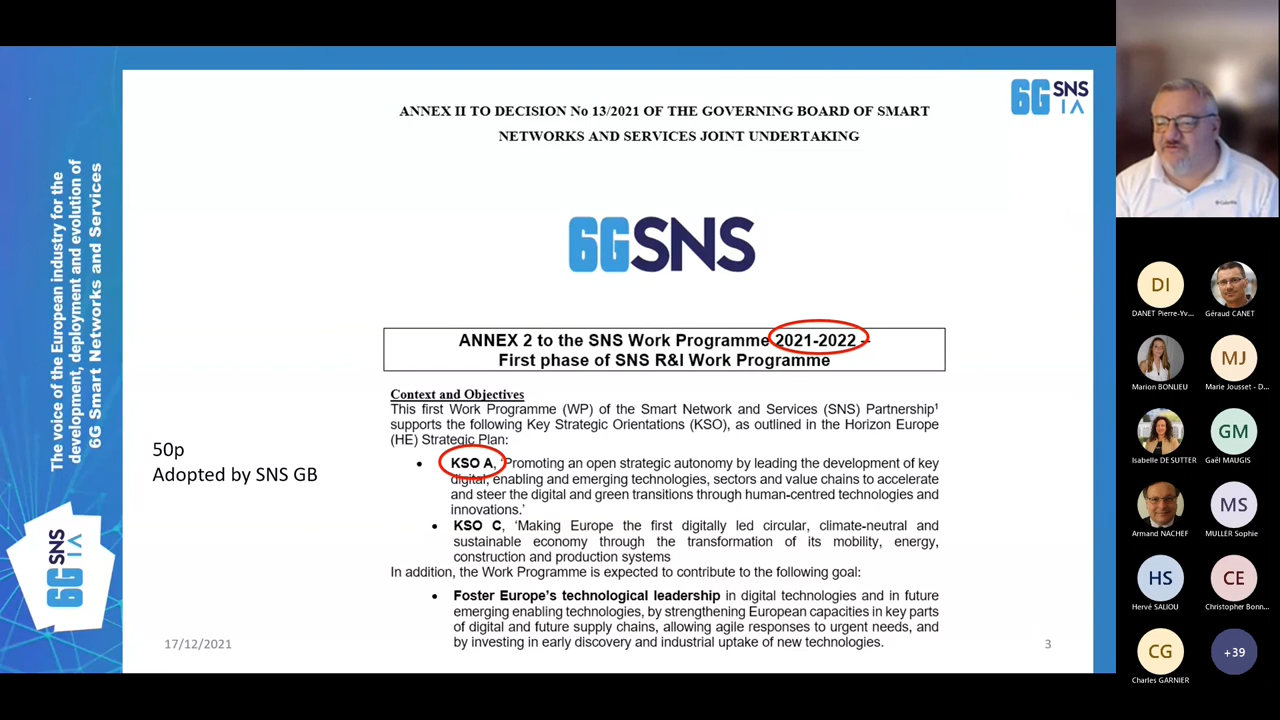 The voice of the European industry for the
development, deployment and evolution of
6G Smart Networks and Services
6G SNS
IA
6G SNS
IA
ANNEX II TO DECISION No 13/2021 OF THE GOVERNING BOARD OF SMART
NETWORKS AND SERVICES JOINT UNDERTAKING
6GSNS
ANNEX 2 to the SNS Work Programme 2021-2022 –
First phase of SNS R&I Work Programme
Context and Objectives
This first Work Programme (WP) of the Smart Network and Services (SNS) Partnership¹
supports the following Key Strategic Orientations (KSO), as outlined in the Horizon Europe
(HE) Strategic Plan:
• KSO A, ‘Promoting an open strategic autonomy by leading the development of key
digital, enabling and emerging technologies, sectors and value chains to accelerate
and steer the digital and green transitions through human-centred technologies and
innovations.’
• KSO C, ‘Making Europe the first digitally led circular, climate-neutral and
sustainable economy through the transformation of its mobility, energy,
construction and production systems
In addition, the Work Programme is expected to contribute to the following goal:
• Foster Europe’s technological leadership in digital technologies and in future
emerging enabling technologies, by strengthening European capacities in key parts
of digital and future supply chains, allowing agile responses to urgent needs, and
by investing in early discovery and industrial uptake of new technologies.
50p
Adopted by SNS GB
17/12/2021
3
DI
DANET Pierre-Yv...
Géraud CANET
Marion BONLIEU
MJ
Marie Jousset - D...
Isabelle DE SUTTER
GM
Gaël MAUGIS
Armand NACHEF
MS
MULLER Sophie
HS
Hervé SALIOU
CE
Christopher Bonn...
CG
Charles GARNIER
+39